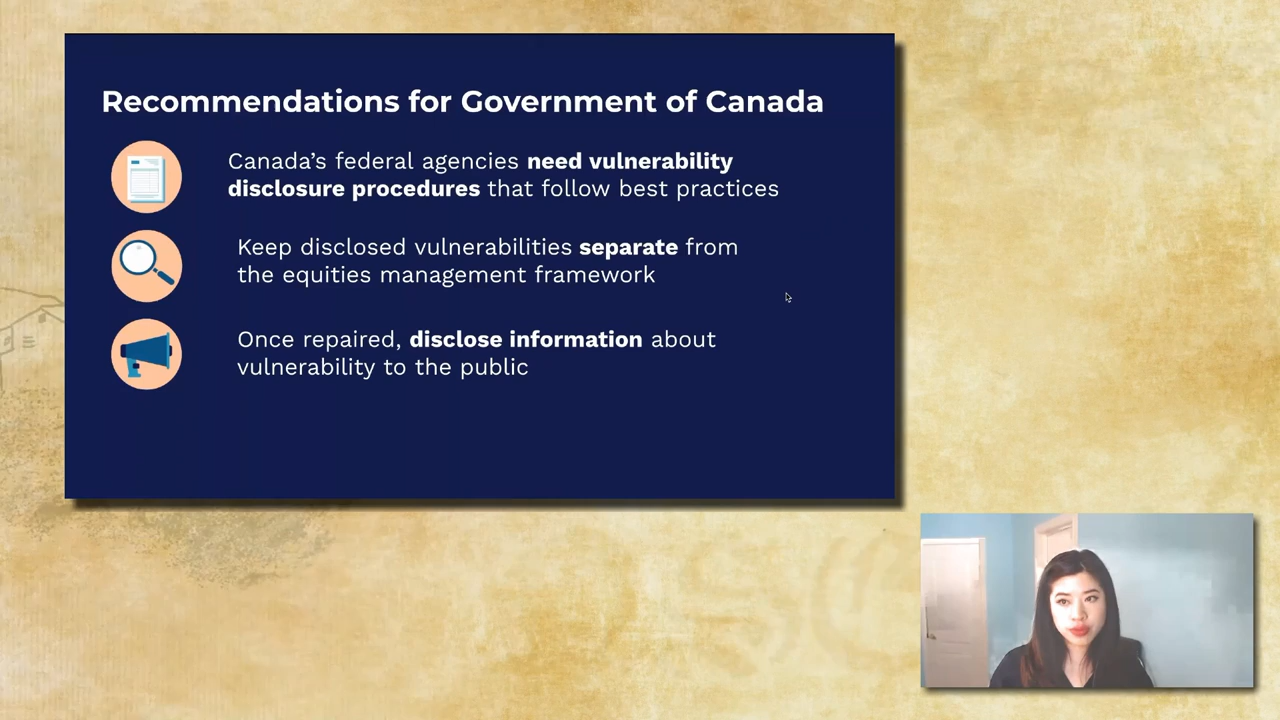 Recommendations for Government of Canada
Canada’s federal agencies need vulnerability
disclosure procedures that follow best practices
Keep disclosed vulnerabilities separate from
the equities management framework
Once repaired, disclose information about
vulnerability to the public